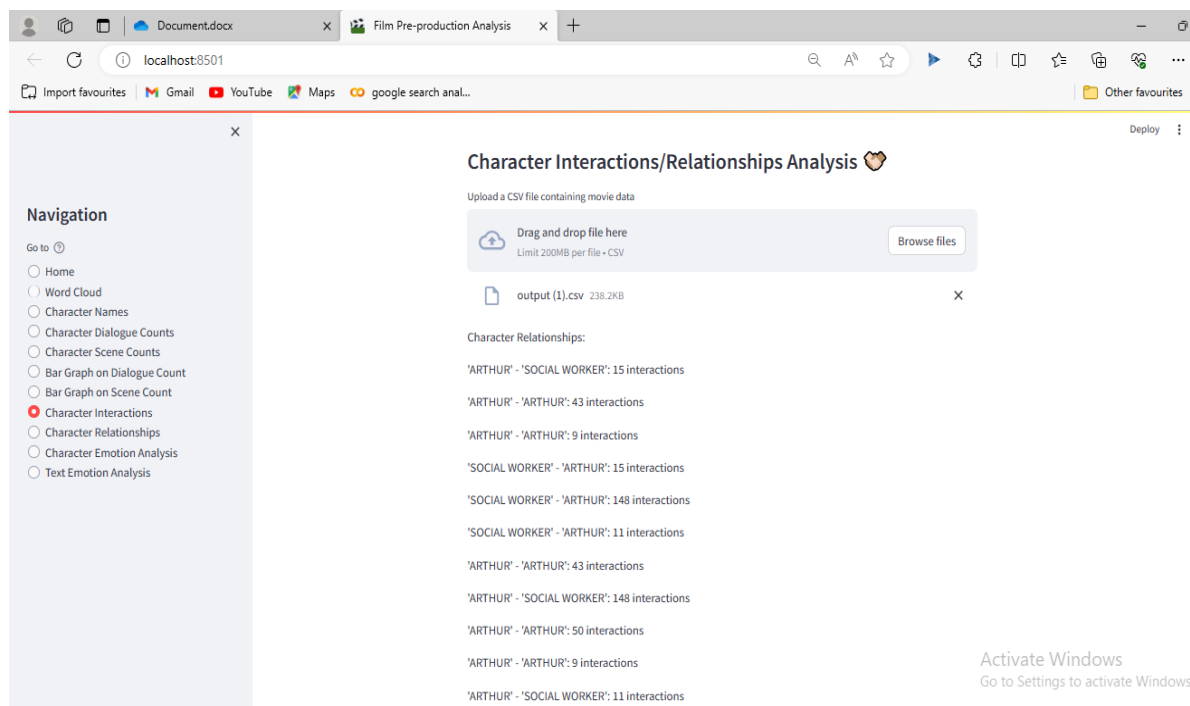 Document.docx
Film Pre-production Analysis
localhost:8501
Import favourites
Gmail
YouTube
Maps
google search anal...
Other favourites
Deploy
Navigation
Go to
Home
Word Cloud
Character Names
Character Dialogue Counts
Character Scene Counts
Bar Graph on Dialogue Count
Bar Graph on Scene Count
Character Interactions
Character Relationships
Character Emotion Analysis
Text Emotion Analysis
Character Interactions/Relationships Analysis
Upload a CSV file containing movie data
Drag and drop file here
Limit 200MB per file • CSV
Browse files
output (1).csv 238.2KB
Character Relationships:
'ARTHUR' - 'SOCIAL WORKER': 15 interactions
'ARTHUR' - 'ARTHUR': 43 interactions
'ARTHUR' - 'ARTHUR': 9 interactions
'SOCIAL WORKER' - 'ARTHUR': 15 interactions
'SOCIAL WORKER' - 'ARTHUR': 148 interactions
'SOCIAL WORKER' - 'ARTHUR': 11 interactions
'ARTHUR' - 'ARTHUR': 43 interactions
'ARTHUR' - 'SOCIAL WORKER': 148 interactions
'ARTHUR' - 'ARTHUR': 50 interactions
'ARTHUR' - 'ARTHUR': 9 interactions
'ARTHUR' - 'SOCIAL WORKER': 11 interactions
Activate Windows
Go to Settings to activate Windows